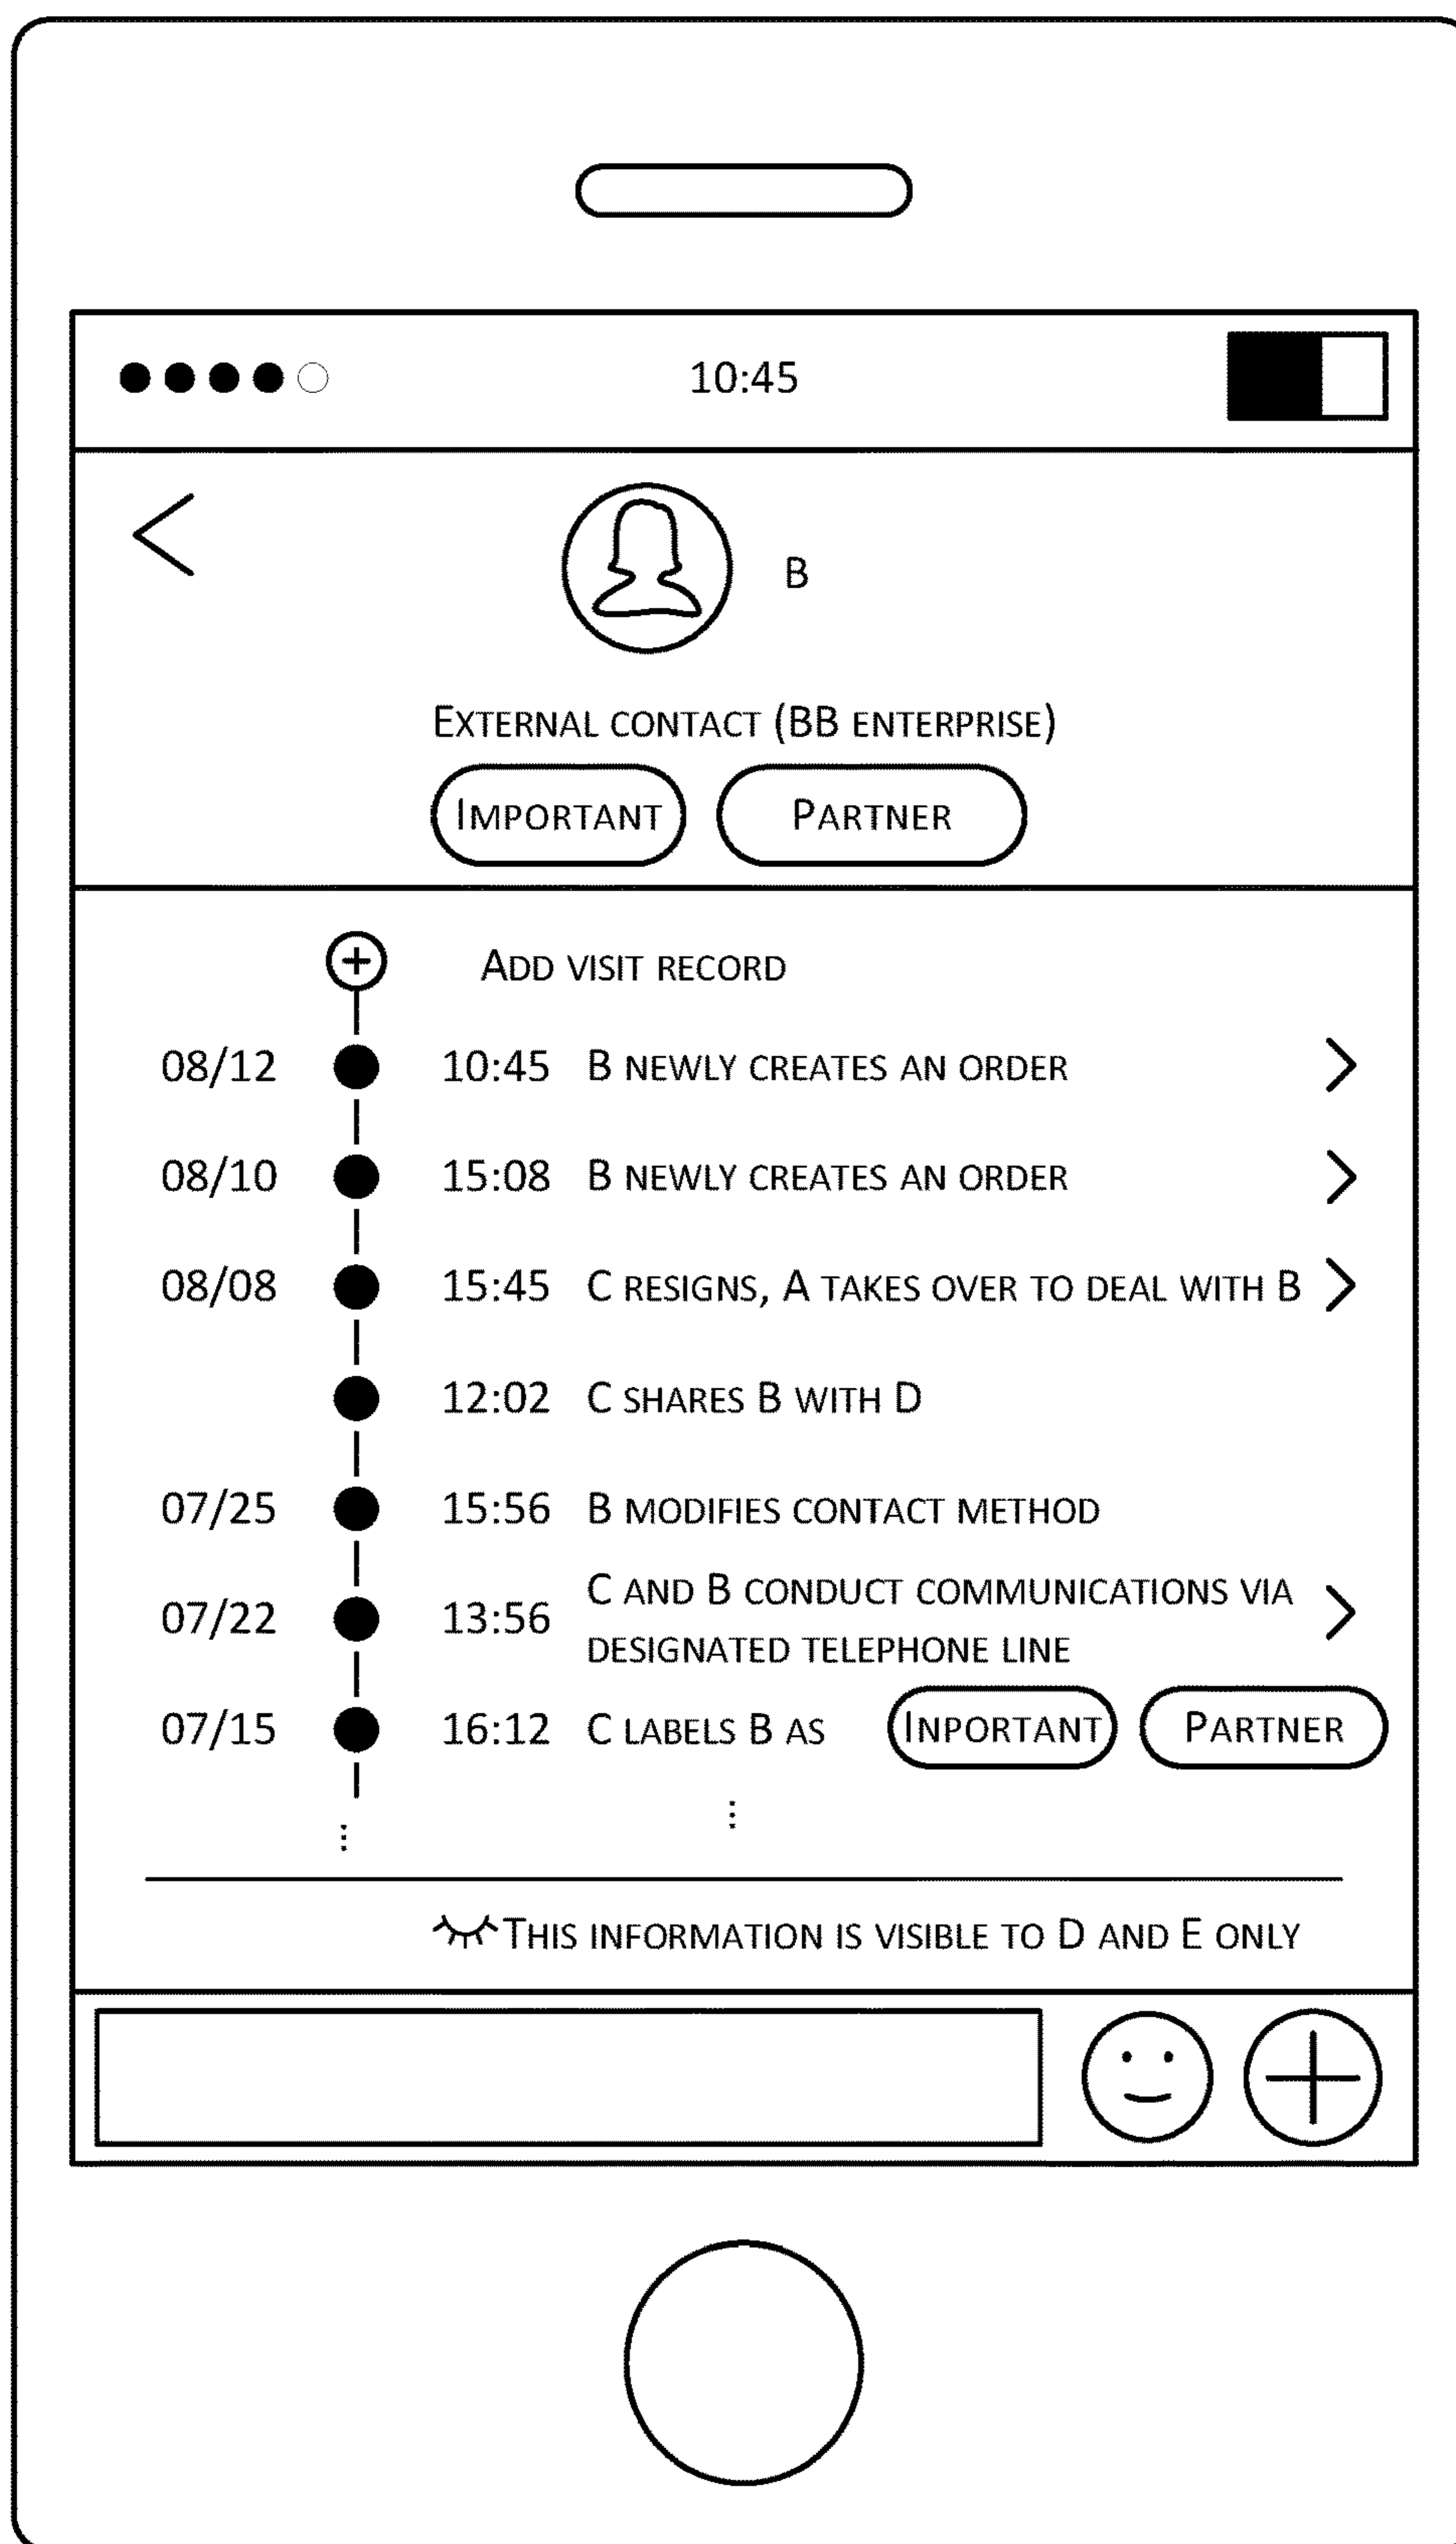 10:45
B
EXTERNAL CONTACT (BB ENTERPRISE)
IMPORTANT PARTNER
ADD VISIT RECORD
08/12 10:45 B NEWLY CREATES AN ORDER
08/10 15:08 B NEWLY CREATES AN ORDER
08/08 15:45 C RESIGNS, A TAKES OVER TO DEAL WITH B
12:02 C SHARES B WITH D
07/25 15:56 B MODIFIES CONTACT METHOD
07/22 13:56 C AND B CONDUCT COMMUNICATIONS VIA
DESIGNATED TELEPHONE LINE
07/15 16:12 C LABELS B AS INPORTANT PARTNER
THIS INFORMATION IS VISIBLE TO D AND E ONLY